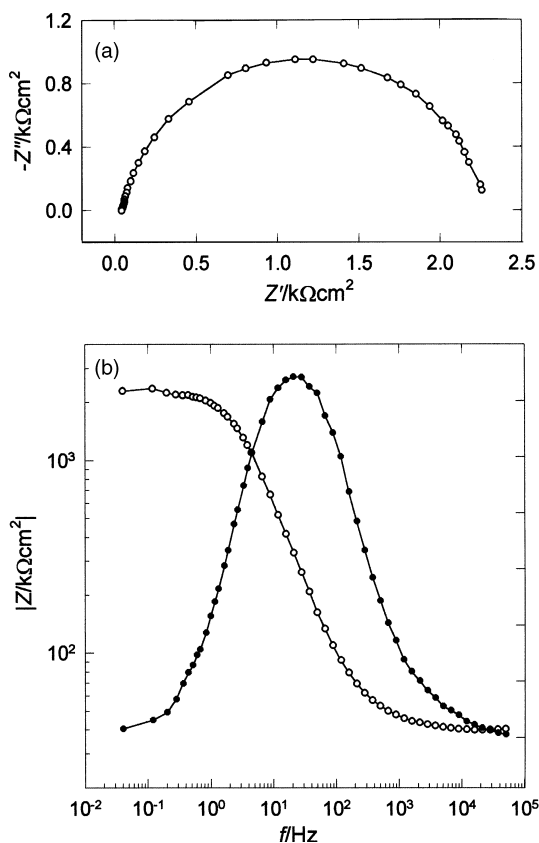 (a)
1.2
0.8
0.4
0.0
-Z″/kΩcm²
0.0 0.5 1.0 1.5 2.0 2.5
Z′/kΩcm²
(b)
10³
10²
|Z/kΩcm²|
10⁻² 10⁻¹ 10⁰ 10¹ 10² 10³ 10⁴ 10⁵
f/Hz